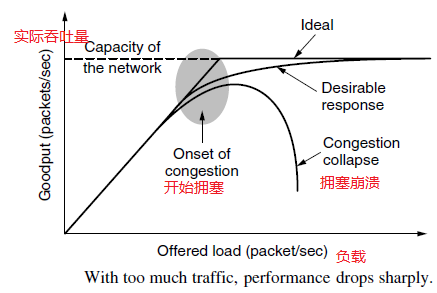 Ideal
实际吞吐量
Capacity of
the network
Desirable
response
Goodput (packets/sec)
Onset of
congestion
开始拥塞
Congestion
collapse
拥塞崩溃
Offered load (packet/sec)
负载
With too much traffic, performance drops sharply.